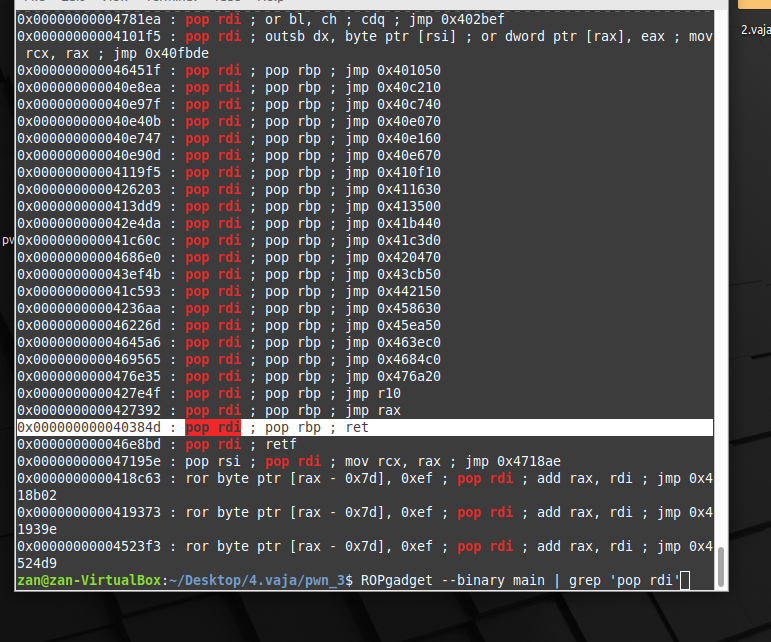 2.vaja
0x00000000004781ea : pop rdi ; or bl, ch ; cdq ; jmp 0x402bef
0x00000000004101f5 : pop rdi ; outsb dx, byte ptr [rsi] ; or dword ptr [rax], eax ; mov
rcx, rax ; jmp 0x40fbde
0x000000000046451f : pop rdi ; pop rbp ; jmp 0x401050
0x000000000040e8ea : pop rdi ; pop rbp ; jmp 0x40c210
0x000000000040e97f : pop rdi ; pop rbp ; jmp 0x40c740
0x000000000040e40b : pop rdi ; pop rbp ; jmp 0x40e070
0x000000000040e747 : pop rdi ; pop rbp ; jmp 0x40e160
0x000000000040e90d : pop rdi ; pop rbp ; jmp 0x40e670
0x00000000004119f5 : pop rdi ; pop rbp ; jmp 0x410f10
0x0000000000426203 : pop rdi ; pop rbp ; jmp 0x411630
0x0000000000413dd9 : pop rdi ; pop rbp ; jmp 0x413500
0x000000000042e4da : pop rdi ; pop rbp ; jmp 0x41b440
0x000000000041c60c : pop rdi ; pop rbp ; jmp 0x41c3d0
0x00000000004686e0 : pop rdi ; pop rbp ; jmp 0x420470
0x000000000043ef4b : pop rdi ; pop rbp ; jmp 0x43cb50
0x000000000041c593 : pop rdi ; pop rbp ; jmp 0x442150
0x00000000004236aa : pop rdi ; pop rbp ; jmp 0x458630
0x000000000046226d : pop rdi ; pop rbp ; jmp 0x45ea50
0x00000000004645a6 : pop rdi ; pop rbp ; jmp 0x463ec0
0x0000000000469565 : pop rdi ; pop rbp ; jmp 0x4684c0
0x0000000000476e35 : pop rdi ; pop rbp ; jmp 0x476a20
0x0000000000427e4f : pop rdi ; pop rbp ; jmp r10
0x0000000000427392 : pop rdi ; pop rbp ; jmp rax
0x000000000040384d : pop rdi ; pop rbp ; ret
0x000000000046e8bd : pop rdi ; retf
0x000000000047195e : pop rsi ; pop rdi ; mov rcx, rax ; jmp 0x4718ae
0x0000000000418c63 : ror byte ptr [rax - 0x7d], 0xef ; pop rdi ; add rax, rdi ; jmp 0x4
18b02
0x0000000000419373 : ror byte ptr [rax - 0x7d], 0xef ; pop rdi ; add rax, rdi ; jmp 0x4
1939e
0x00000000004523f3 : ror byte ptr [rax - 0x7d], 0xef ; pop rdi ; add rax, rdi ; jmp 0x4
524d9
zan@zan-VirtualBox:~/Desktop/4.vaja/pwn_3$ ROPgadget --binary main | grep 'pop rdi'